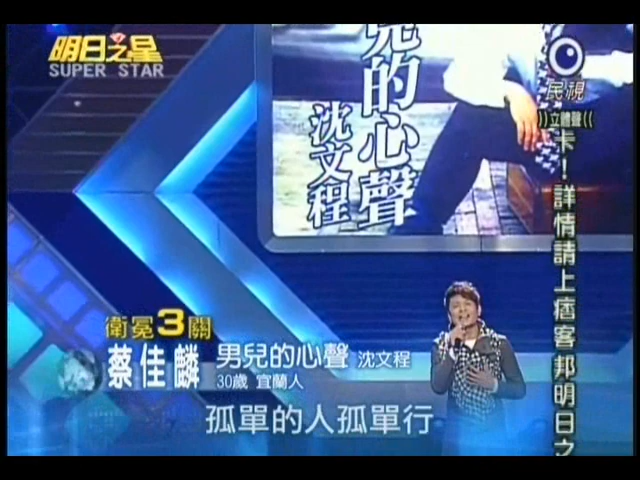 明日之星
SUPER STAR
民視
))立體聲((
兒的心聲
沈文程
卡！詳情請上痞客邦明日之
衛冕3關
蔡佳麟
男兒的心聲 沈文程
30歲 宜蘭人
孤單的人孤單行